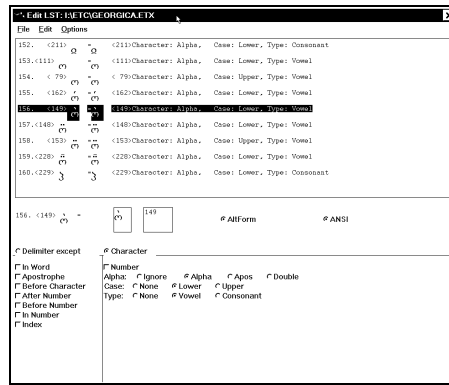 Edit LST: I:\ETC\GEORGICA.ETX
File Edit Options
152. <211> = <211>Character: Alpha, Case: Lower, Type: Consonant
153.<111> = <111>Character: Alpha, Case: Lower, Type: Vowel
154. < 79> = < 79>Character: Alpha, Case: Upper, Type: Vowel
155. <162> = <162>Character: Alpha, Case: Lower, Type: Vowel
156. <149> = <149>Character: Alpha, Case: Lower, Type: Vowel
157.<148> = <148>Character: Alpha, Case: Lower, Type: Vowel
158. <153> = <153>Character: Alpha, Case: Upper, Type: Vowel
159.<228> = <228>Character: Alpha, Case: Lower, Type: Vowel
160.<229> = <229>Character: Alpha, Case: Lower, Type: Consonant
156. <149> = 149 AltForm ANSI
Delimiter except Character
In Word Number
Apostrophe Alpha: Ignore Alpha Apos Double
Before Character Case: None Lower Upper
After Number Type: None Vowel Consonant
Before Number
In Number
Index